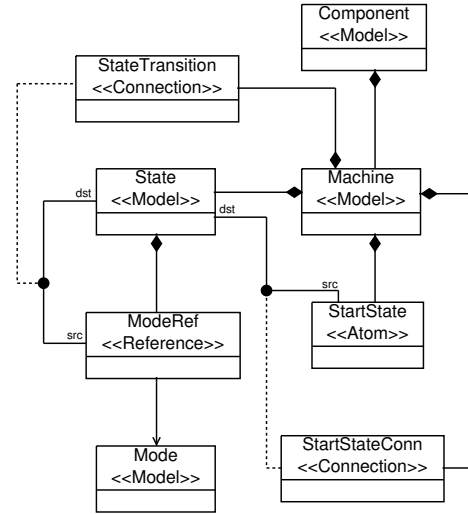 Component
<<Model>>
StateTransition
<<Connection>>
State
<<Model>>
Machine
<<Model>>
dst
dst
src
StartState
<<Atom>>
ModeRef
<<Reference>>
src
StartStateConn
<<Connection>>
Mode
<<Model>>